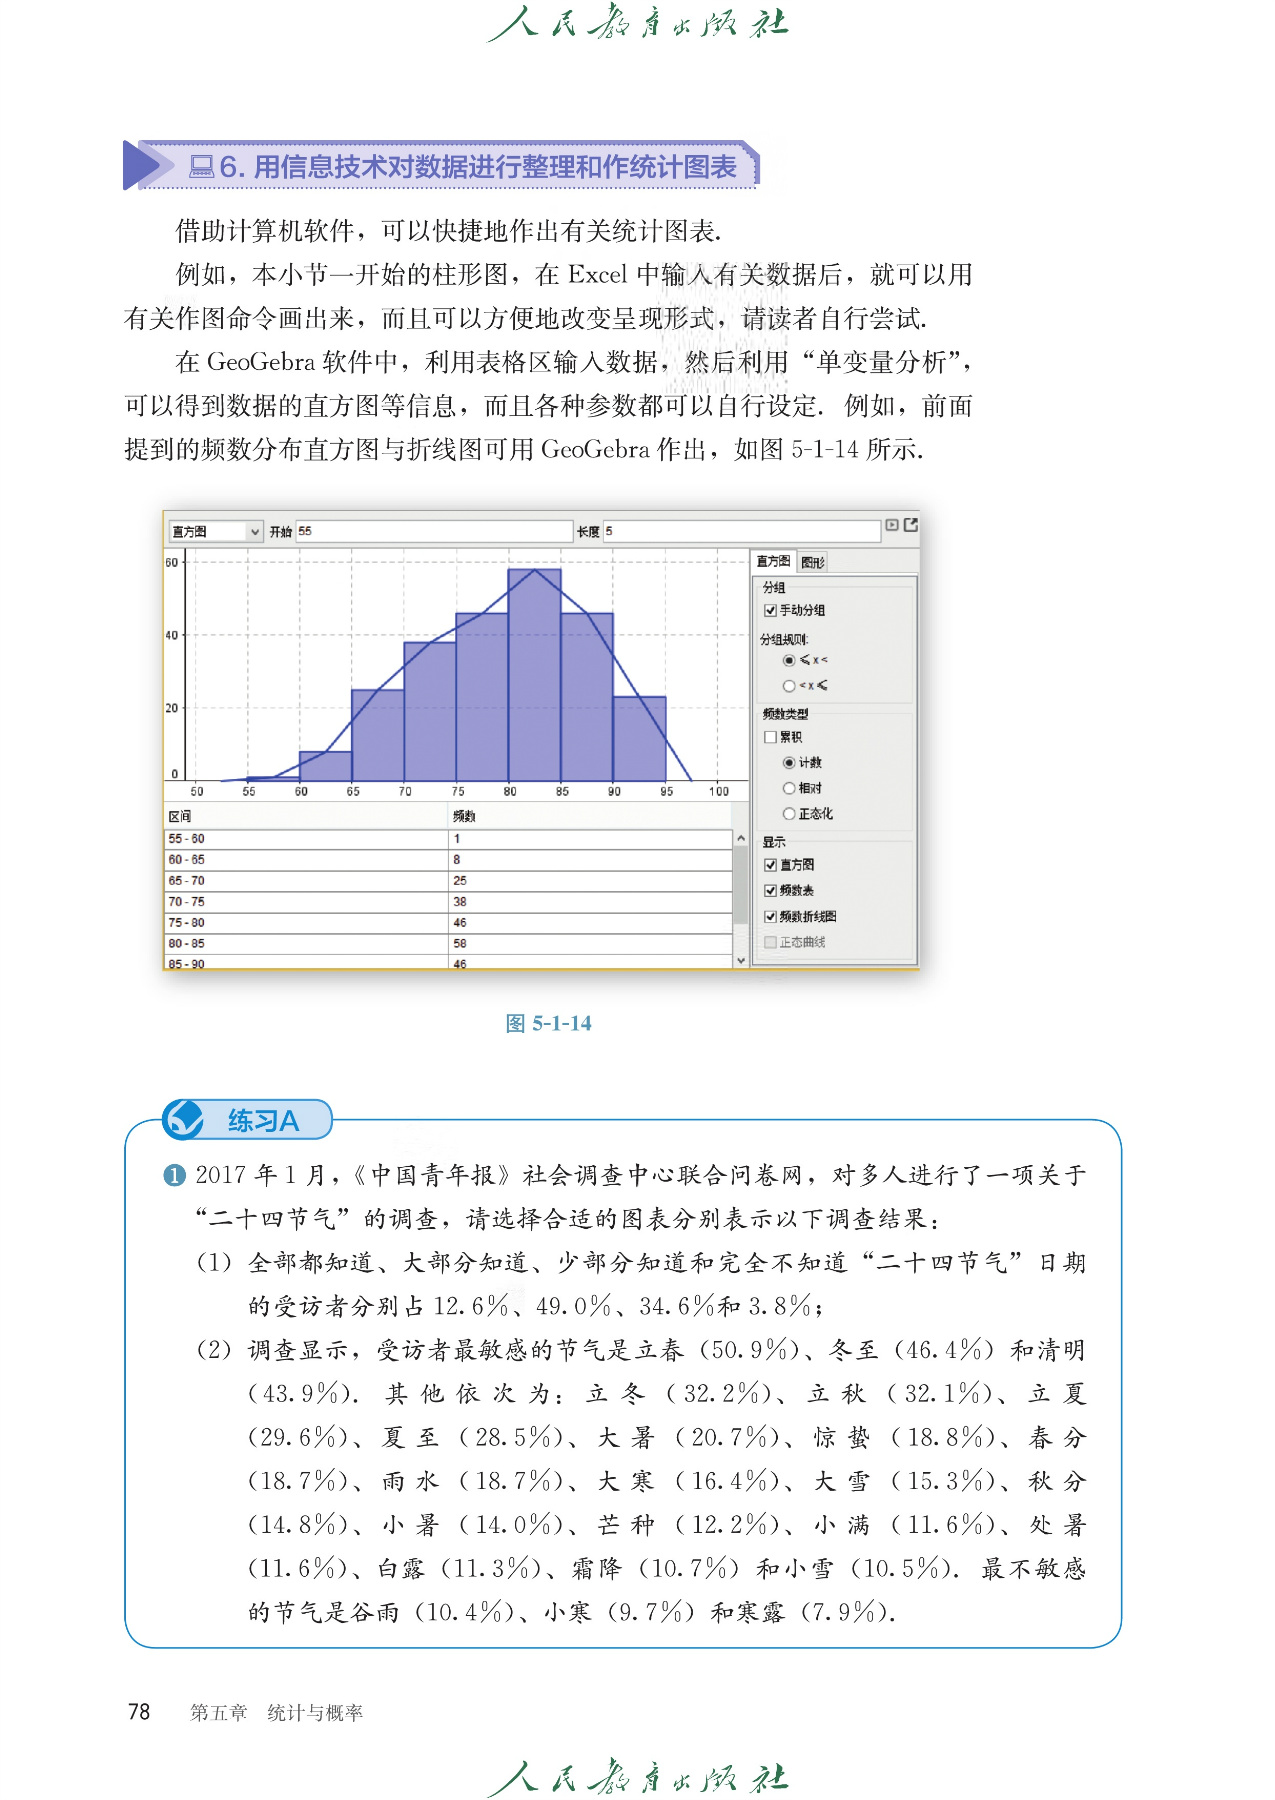 人民教育出版社
6. 用信息技术对数据进行整理和作统计图表
借助计算机软件，可以快捷地作出有关统计图表.
例如，本小节一开始的柱形图，在 Excel 中输入有关数据后，就可以用
有关作图命令画出来，而且可以方便地改变呈现形式，请读者自行尝试.
在 GeoGebra 软件中，利用表格区输入数据，然后利用“单变量分析”，
可以得到数据的直方图等信息，而且各种参数都可以自行设定. 例如，前面
提到的频数分布直方图与折线图可用 GeoGebra 作出，如图 5-1-14 所示.
直方图 开始 55 长度 5
60
40
20
0
50 55 60 65 70 75 80 85 90 95 100
区间 频数
55-60 1
60-65 8
65-70 25
70-75 38
75-80 46
80-85 58
85-90 46
直方图 图形
分组
手动分组
分组规则:
⩽x<
<x⩽
频数类型
累积
计数
相对
正态化
显示
直方图
频数表
频数折线图
正态曲线
图 5-1-14
练习A
❶ 2017 年 1 月，《中国青年报》社会调查中心联合问卷网，对多人进行了一项关于
“二十四节气”的调查，请选择合适的图表分别表示以下调查结果：
（1）全部都知道、大部分知道、少部分知道和完全不知道“二十四节气”日期
的受访者分别占 12.6%、49.0%、34.6%和 3.8%；
（2）调查显示，受访者最敏感的节气是立春（50.9%）、冬至（46.4%）和清明
（43.9%）. 其他依次为：立冬（32.2%）、立秋（32.1%）、立夏
（29.6%）、夏至（28.5%）、大暑（20.7%）、惊蛰（18.8%）、春分
（18.7%）、雨水（18.7%）、大寒（16.4%）、大雪（15.3%）、秋分
（14.8%）、小暑（14.0%）、芒种（12.2%）、小满（11.6%）、处暑
（11.6%）、白露（11.3%）、霜降（10.7%）和小雪（10.5%）. 最不敏感
的节气是谷雨（10.4%）、小寒（9.7%）和寒露（7.9%）.
78 第五章 统计与概率
人民教育出版社